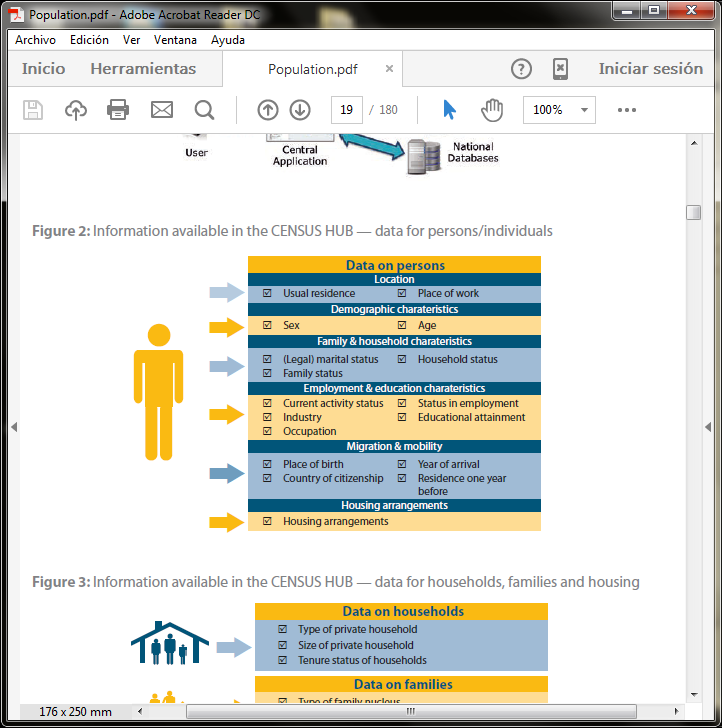 Population.pdf - Adobe Acrobat Reader DC
Archivo Edición Ver Ventana Ayuda
Inicio Herramientas Population.pdf × Iniciar sesión
19 / 180 100%
User
Central
Application
National
Databases
Figure 2: Information available in the CENSUS HUB — data for persons/individuals
Data on persons
Location
Usual residence Place of work
Demographic charateristics
Sex Age
Family & household charateristics
(Legal) marital status Household status
Family status
Employment & education charateristics
Current activity status Status in employment
Industry Educational attainment
Occupation
Migration & mobility
Place of birth Year of arrival
Country of citizenship Residence one year
before
Housing arrangements
Housing arrangements
Figure 3: Information available in the CENSUS HUB — data for households, families and housing
Data on households
Type of private household
Size of private household
Tenure status of households
Data on families
Type of family nucleus
176 x 250 mm